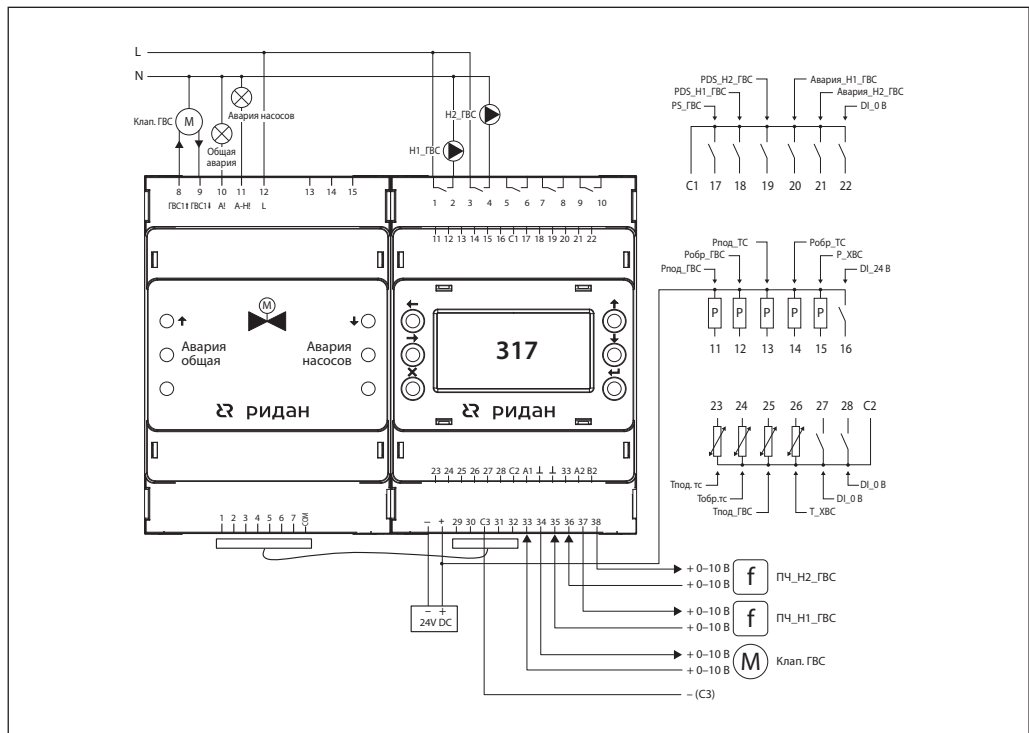 L
N
Клап. ГВС
M
Авария насосов
Общая
авария
Н2_ГВС
Н1_ГВС
PDS_Н2_ГВС
PDS_Н1_ГВС
PS_ГВС
Авария_Н1_ГВС
Авария_Н2_ГВС
DI_0 В
C1 17 18 19 20 21 22
8 9 10 11 12 13 14 15
ГВС1⬆ ГВС1⬇ А! А-Н! L
1 2 3 4 5 6 7 8 9 10
11 12 13 14 15 16 C1 17 18 19 20 21 22
Рпод_ТС
Робр_ГВС
Рпод_ГВС
Робр_ТС
Р_ХВС
DI_24 В
P P P P P
11 12 13 14 15 16
M
Авария
общая
Авария
насосов
ридан
317
ридан
23 24 25 26 27 28 C2
Тпод. тс
Тобр.тс
Тпод_ГВС
Т_ХВС
DI_0 В
DI_0 В
23 24 25 26 27 28 C2 A1 ⊥ ⊥ 33 A2 B2
1 2 3 4 5 6 7 COM
– + 29 30 C3 31 32 33 34 35 36 37 38
– +
24V DC
+ 0–10 В
+ 0–10 В
f
ПЧ_Н2_ГВС
+ 0–10 В
+ 0–10 В
f
ПЧ_Н1_ГВС
+ 0–10 В
+ 0–10 В
M
Клап. ГВС
– (C3)